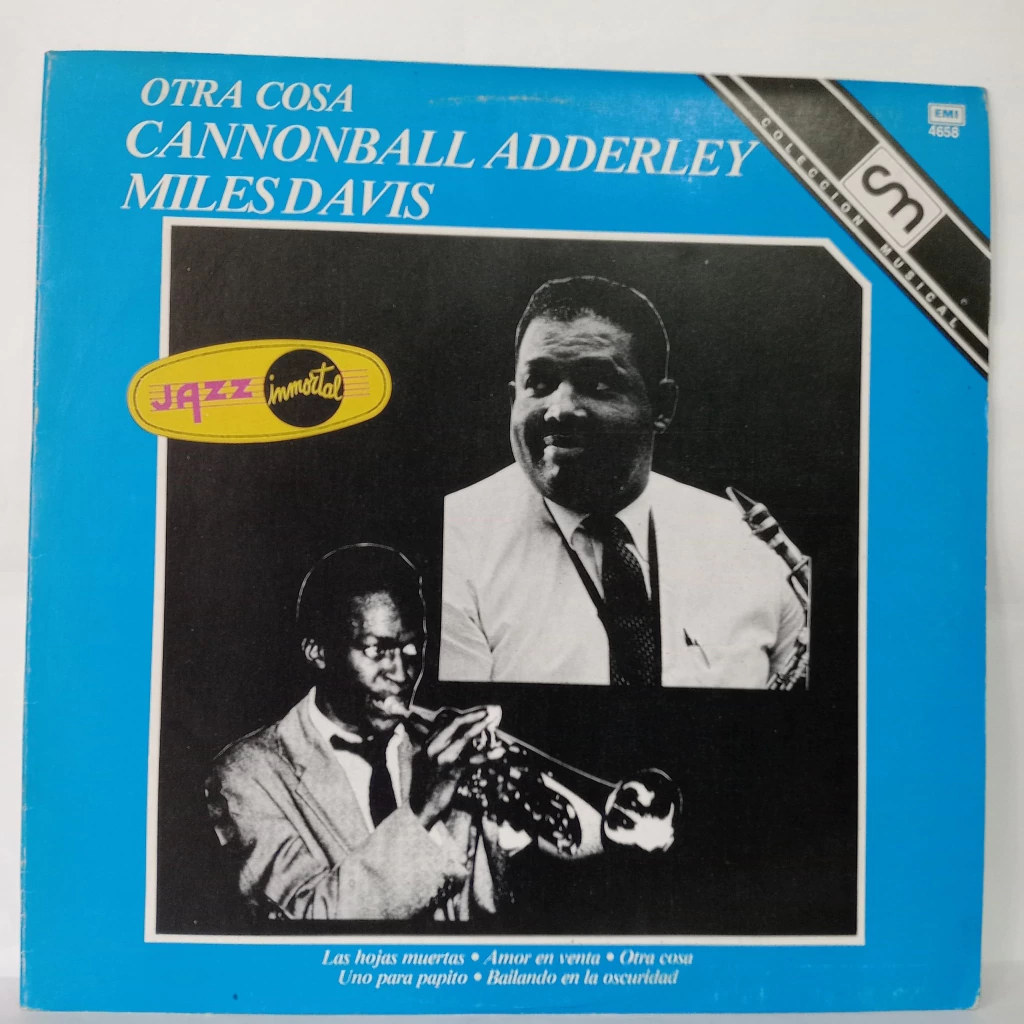 OTRA COSA
CANNONBALL ADDERLEY
MILES DAVIS
EMI
4658
COLECCION MUSICAL
cm
JAZZ inmortal
Las hojas muertas • Amor en venta • Otra cosa
Uno para papito • Bailando en la oscuridad